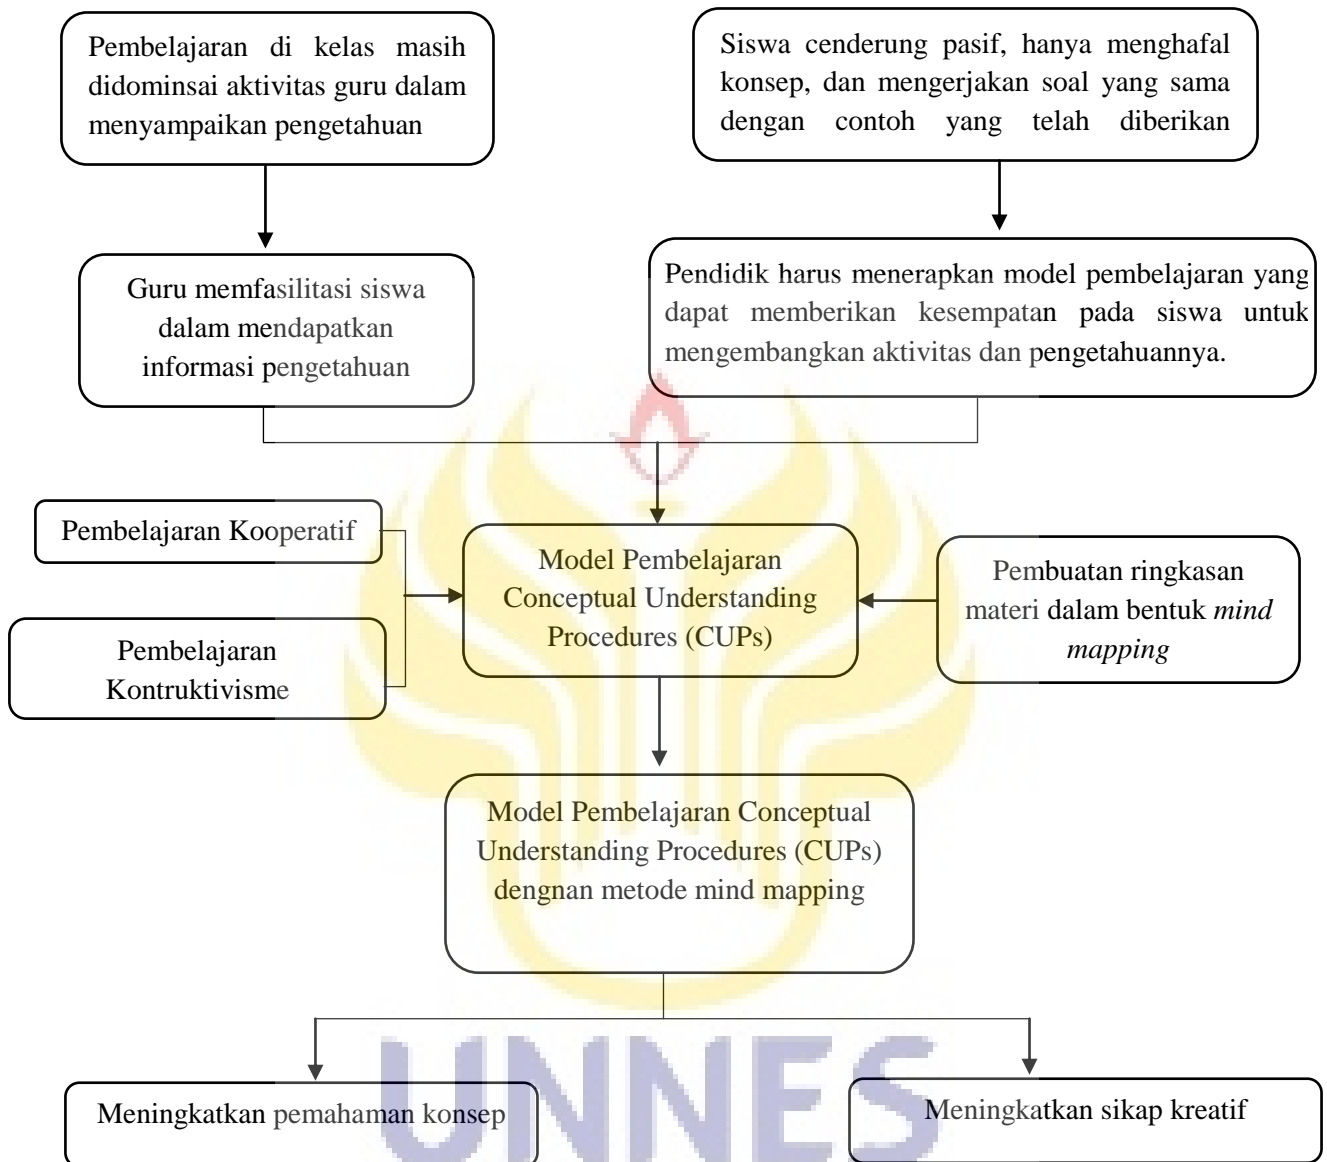 Pembelajaran di kelas masih
didominsai aktivitas guru dalam
menyampaikan pengetahuan
Siswa cenderung pasif, hanya menghafal
konsep, dan mengerjakan soal yang sama
dengan contoh yang telah diberikan
Guru memfasilitasi siswa
dalam mendapatkan
informasi pengetahuan
Pendidik harus menerapkan model pembelajaran yang
dapat memberikan kesempatan pada siswa untuk
mengembangkan aktivitas dan pengetahuannya.
Pembelajaran Kooperatif
Pembelajaran
Kontruktivisme
Model Pembelajaran
Conceptual Understanding
Procedures (CUPs)
Pembuatan ringkasan
materi dalam bentuk mind
mapping
Model Pembelajaran Conceptual
Understanding Procedures (CUPs)
dengnan metode mind mapping
Meningkatkan pemahaman konsep
Meningkatkan sikap kreatif
UNNES